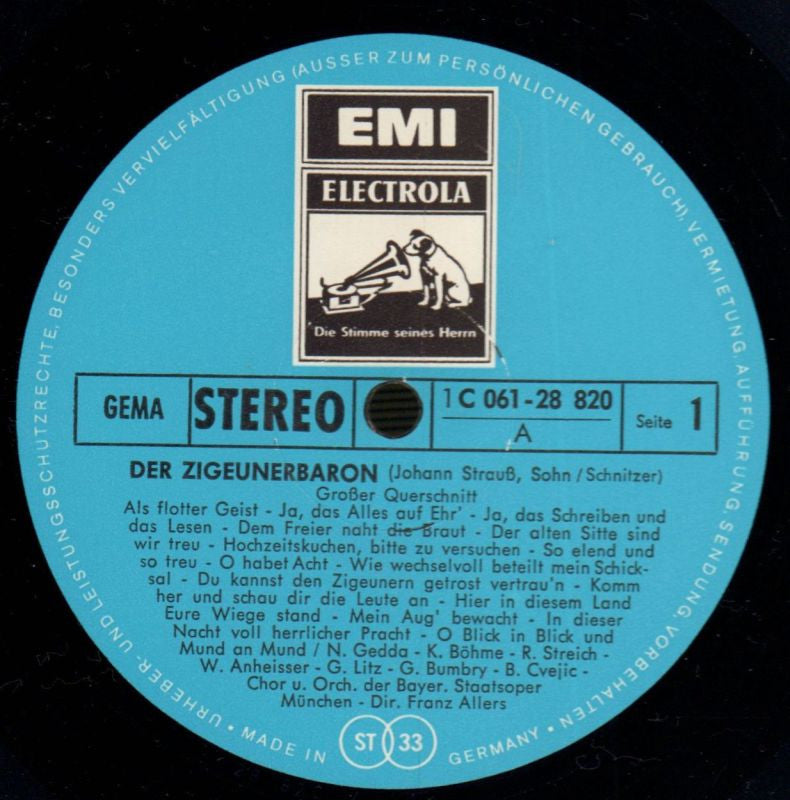 URHEBER- UND LEISTUNGSSCHUTZRECHTE, BESONDERS VERVIELFÄLTIGUNG (AUSSER ZUM PERSÖNLICHEN GEBRAUCH), VERMIETUNG, AUFFÜHRUNG, SENDUNG, VORBEHALTEN · MADE IN GERMANY ·
EMI
ELECTROLA
Die Stimme seines Herrn
GEMA
STEREO
1 C 061-28 820
A
Seite 1
DER ZIGEUNERBARON (Johann Strauß, Sohn/Schnitzer)
Großer Querschnitt
Als flotter Geist - Ja, das Alles auf Ehr' - Ja, das Schreiben und
das Lesen - Dem Freier naht die Braut - Der alten Sitte sind
wir treu - Hochzeitskuchen, bitte zu versuchen - So elend und
so treu - O habet Acht - Wie wechselvoll beteilt mein Schick-
sal - Du kannst den Zigeunern getrost vertrau'n - Komm
her und schau dir die Leute an - Hier in diesem Land
Eure Wiege stand - Mein Aug' bewacht - In dieser
Nacht voll herrlicher Pracht - O Blick in Blick und
Mund an Mund / N. Gedda - K. Böhme - R. Streich -
W. Anheisser - G. Litz - G. Bumbry - B. Cvejic -
Chor u. Orch. der Bayer. Staatsoper
München - Dir. Franz Allers
ST 33